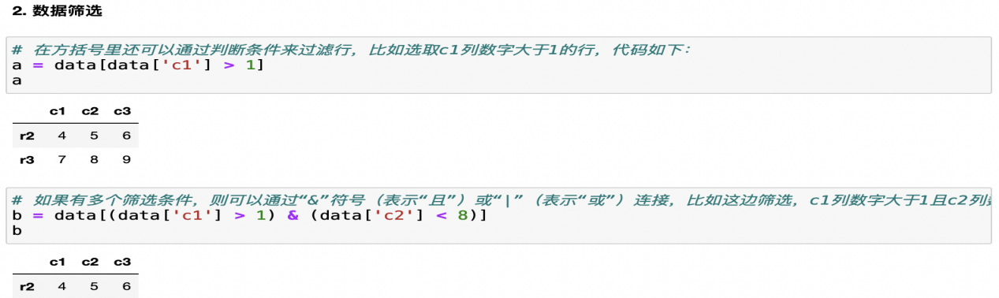 2. 数据筛选
# 在方括号里还可以通过判断条件来过滤行，比如选取c1列数字大于1的行，代码如下：
a = data[data['c1'] > 1]
a
c1 c2 c3
r2 4 5 6
r3 7 8 9
# 如果有多个筛选条件，则可以通过“&”符号（表示“且”）或“|”（表示“或”）连接，比如这边筛选，c1列数字大于1且c2列
b = data[(data['c1'] > 1) & (data['c2'] < 8)]
b
c1 c2 c3
r2 4 5 6